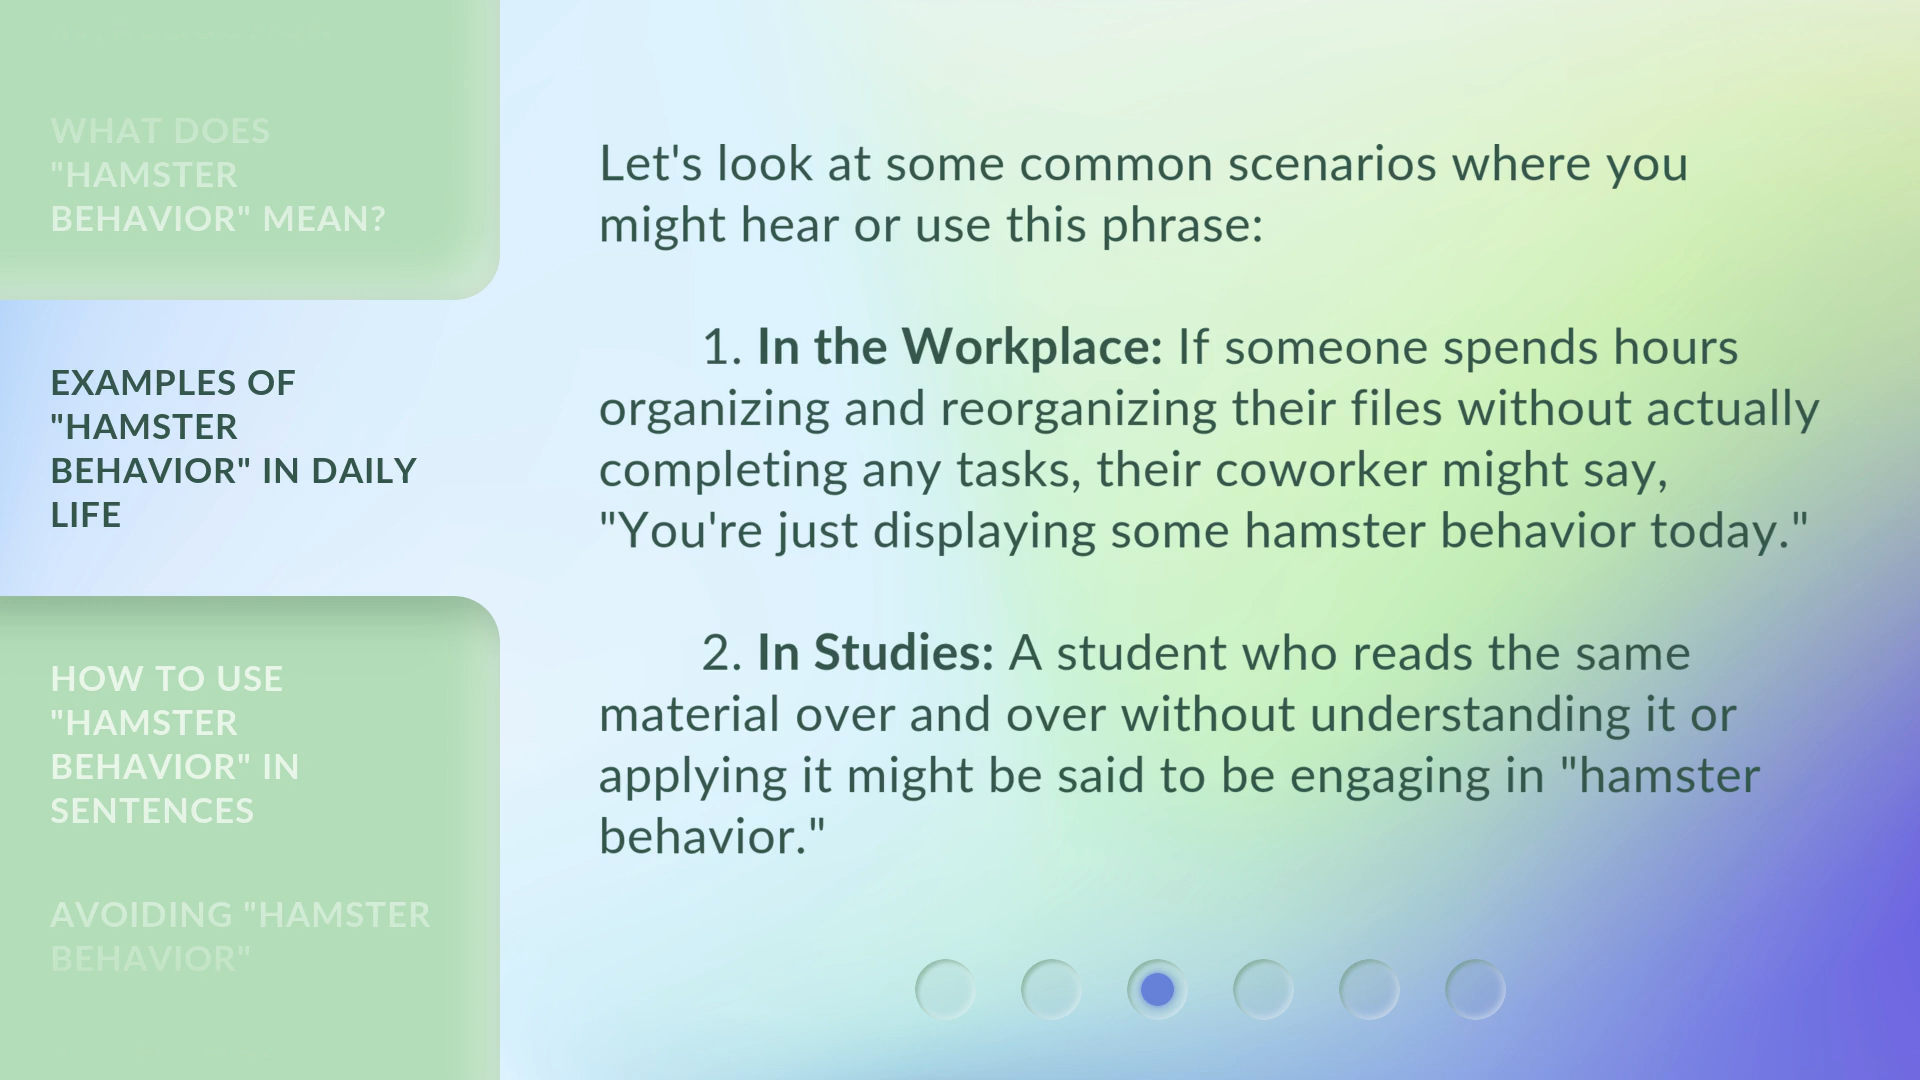 WHAT DOES
"HAMSTER
BEHAVIOR" MEAN?
EXAMPLES OF
"HAMSTER
BEHAVIOR" IN DAILY
LIFE
HOW TO USE
"HAMSTER
BEHAVIOR" IN
SENTENCES
AVOIDING "HAMSTER
BEHAVIOR"
Let's look at some common scenarios where you
might hear or use this phrase:
1. In the Workplace: If someone spends hours
organizing and reorganizing their files without actually
completing any tasks, their coworker might say,
"You're just displaying some hamster behavior today."
2. In Studies: A student who reads the same
material over and over without understanding it or
applying it might be said to be engaging in "hamster
behavior."